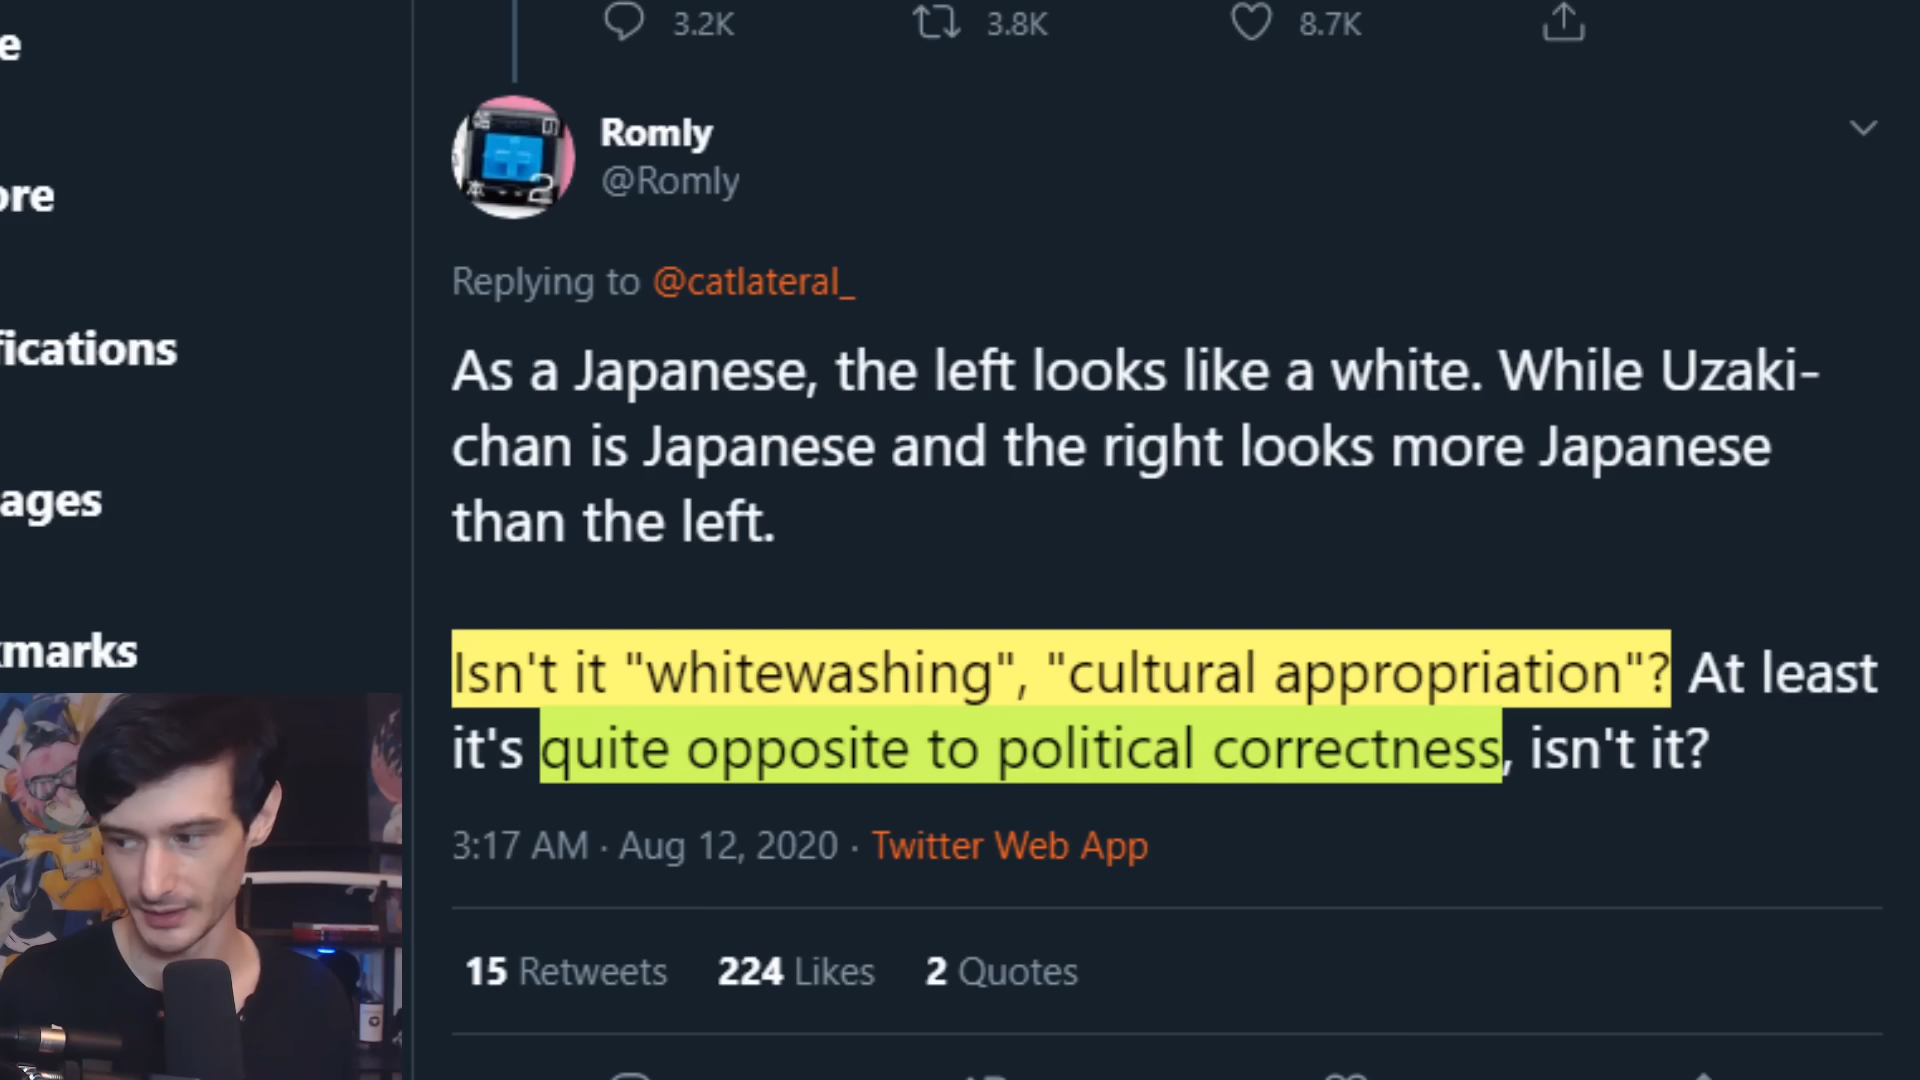 3.2K 3.8K 8.7K
e
Romly
@Romly
ore
Replying to @catlateral_
As a Japanese, the left looks like a white. While Uzaki-
fications
chan is Japanese and the right looks more Japanese
ages
than the left.
kmarks
Isn't it "whitewashing", "cultural appropriation"? At least
it's quite opposite to political correctness, isn't it?
3:17 AM · Aug 12, 2020 · Twitter Web App
15 Retweets 224 Likes 2 Quotes